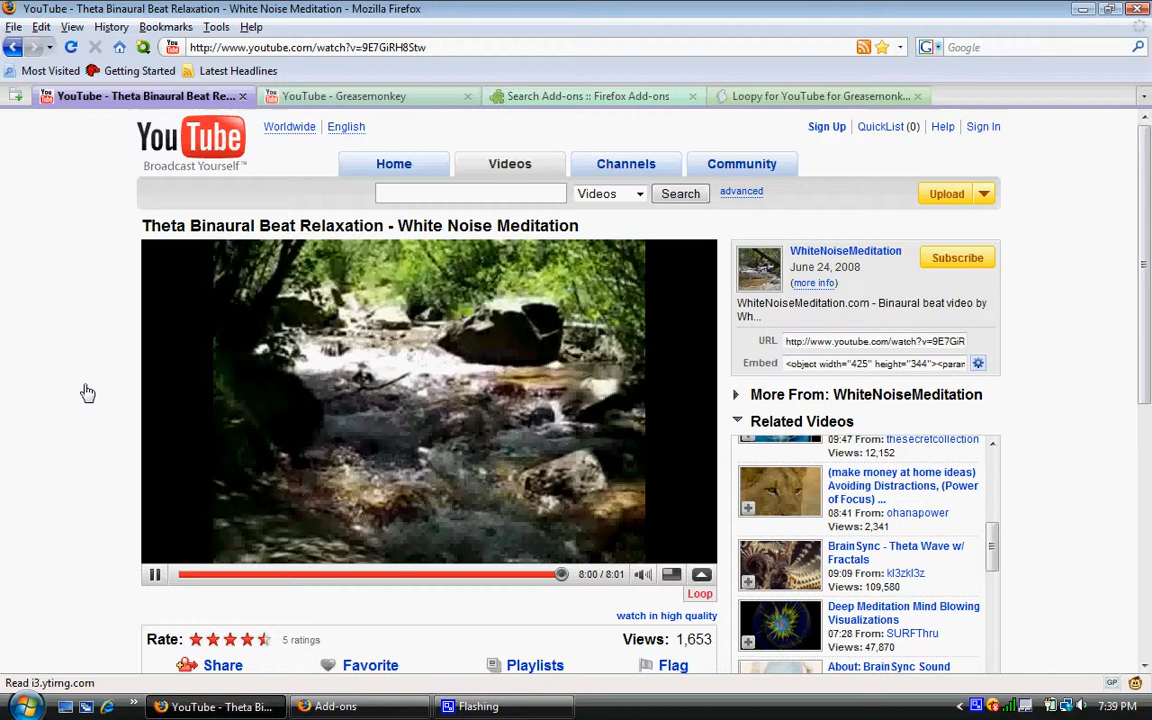 YouTube - Theta Binaural Beat Relaxation - White Noise Meditation - Mozilla Firefox
File Edit View History Bookmarks Tools Help
http://www.youtube.com/watch?v=9E7GiRH8Stw
Google
Most Visited Getting Started Latest Headlines
YouTube - Theta Binaural Beat Re... YouTube - Greasemonkey Search Add-ons :: Firefox Add-ons Loopy for YouTube for Greasemonk...
You Tube
Broadcast Yourself™
Worldwide English
Sign Up QuickList (0) Help Sign In
Home Videos Channels Community
Videos Search advanced Upload
Theta Binaural Beat Relaxation - White Noise Meditation
WhiteNoiseMeditation
June 24, 2008
(more info)
Subscribe
WhiteNoiseMeditation.com - Binaural beat video by
Wh...
URL http://www.youtube.com/watch?v=9E7GiR
Embed <object width="425" height="344"><paran
More From: WhiteNoiseMeditation
Related Videos
09:47 From: thesecretcollection
Views: 12,152
(make money at home ideas)
Avoiding Distractions, (Power
of Focus) ...
08:41 From: ohanapower
Views: 2,341
BrainSync - Theta Wave w/
Fractals
09:09 From: kl3zkl3z
Views: 109,580
Deep Meditation Mind Blowing
Visualizations
07:28 From: SURFThru
Views: 47,870
About: BrainSync Sound
8:00 / 8:01
Loop
watch in high quality
Rate: 5 ratings
Views: 1,653
Share Favorite Playlists Flag
Read i3.ytimg.com
GP
YouTube - Theta Bi... Add-ons Flashing
7:39 PM